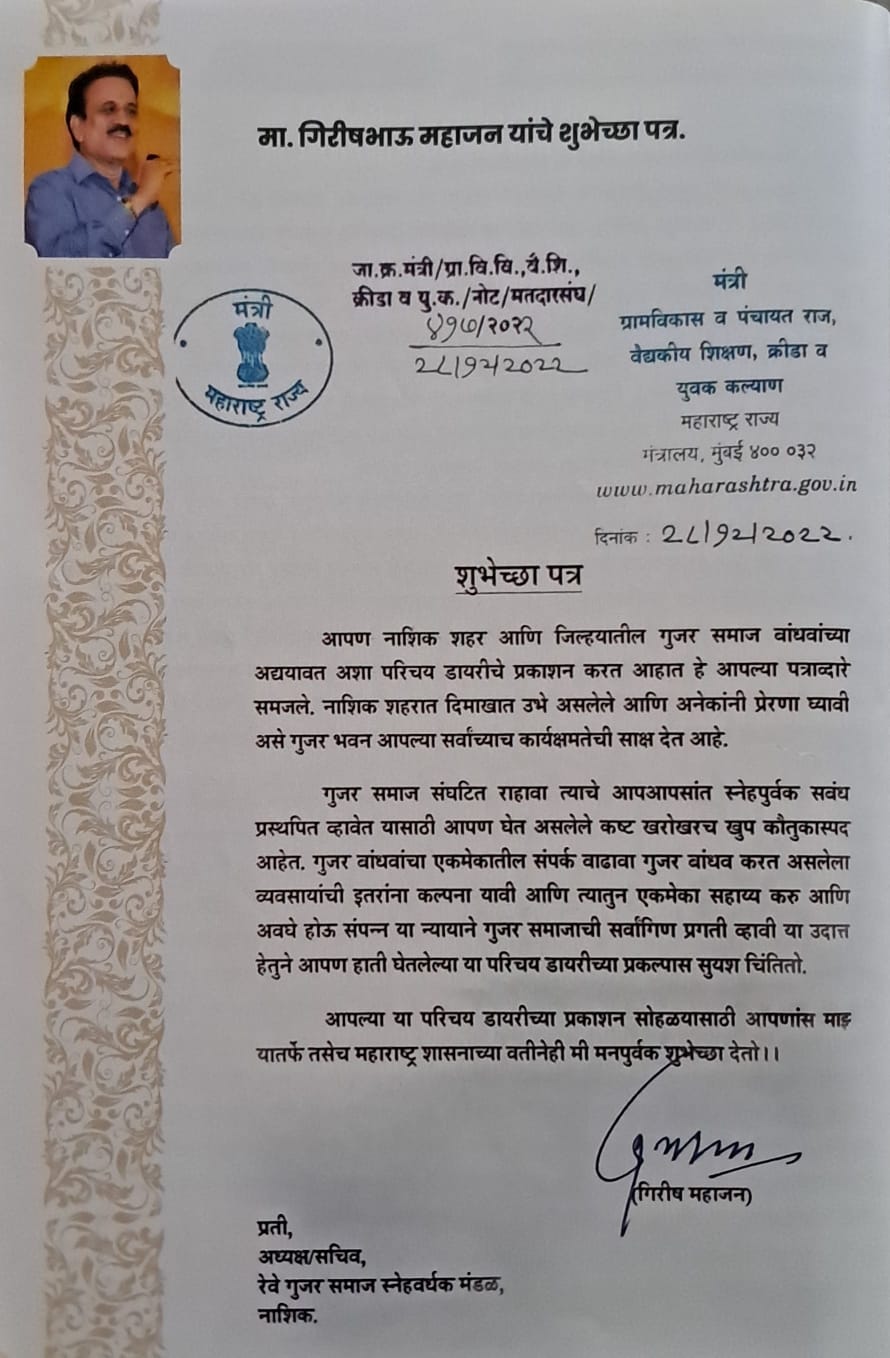 मा. गिरीषभाऊ महाजन यांचे शुभेच्छा पत्र.
मंत्री
महाराष्ट्र राज्य
जा.क्र.मंत्री/ग्रा.वि.वि.,वै.शि.,
क्रीडा व यु.क./नोट/मतदारसंघ/
४१७/२०२२
२८/१२/२०२२
मंत्री
ग्रामविकास व पंचायत राज,
वैद्यकीय शिक्षण, क्रीडा व
युवक कल्याण
महाराष्ट्र राज्य
मंत्रालय, मुंबई ४०० ०३२
www.maharashtra.gov.in
दिनांक : २८/१२/२०२२.
शुभेच्छा पत्र
आपण नाशिक शहर आणि जिल्हयातील गुजर समाज बांधवांच्या
अद्ययावत अशा परिचय डायरीचे प्रकाशन करत आहात हे आपल्या पत्राव्दारे
समजले. नाशिक शहरात दिमाखात उभे असलेले आणि अनेकांनी प्रेरणा घ्यावी
असे गुजर भवन आपल्या सर्वांच्याच कार्यक्षमतेची साक्ष देत आहे.
गुजर समाज संघटित राहावा त्याचे आपआपसांत स्नेहपुर्वक सबंध
प्रस्थपित व्हावेत यासाठी आपण घेत असलेले कष्ट खरोखरच खुप कौतुकास्पद
आहेत. गुजर बांधवांचा एकमेकातील संपर्क वाढावा गुजर बांधव करत असलेला
व्यवसायांची इतरांना कल्पना यावी आणि त्यातुन एकमेका सहाय्य करु आणि
अवघे होऊ संपन्न या न्यायाने गुजर समाजाची सर्वांगिण प्रगती व्हावी या उदात्त
हेतुने आपण हाती घेतलेल्या या परिचय डायरीच्या प्रकल्पास सुयश चिंतितो.
आपल्या या परिचय डायरीच्या प्रकाशन सोहळयासाठी आपणांस माझ
यातर्फे तसेच महाराष्ट्र शासनाच्या वतीनेही मी मनपुर्वक शुभेच्छा देतो।।
(गिरीष महाजन)
प्रती,
अध्यक्ष/सचिव,
रेवे गुजर समाज स्नेहवर्धक मंडळ,
नाशिक.